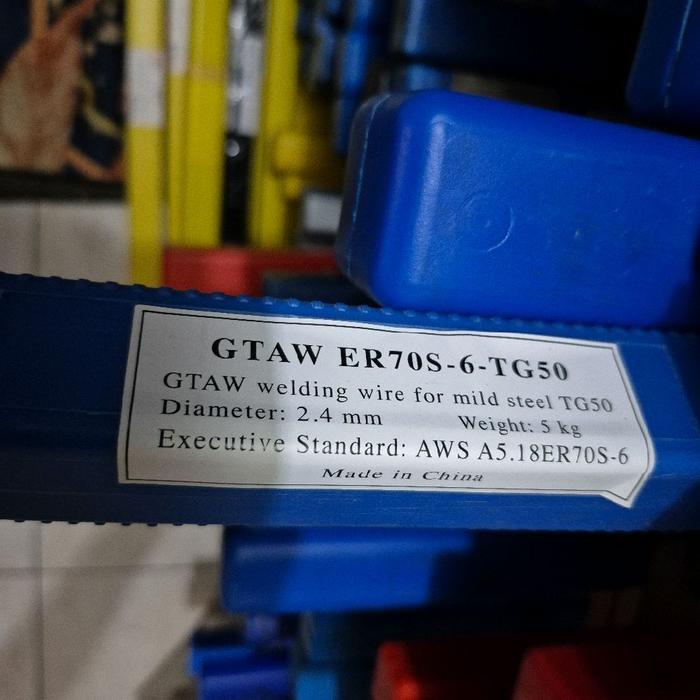 GTAW ER70S-6-TG50
GTAW welding wire for mild steel TG50
Diameter: 2.4 mm Weight: 5 kg
Executive Standard: AWS A5.18ER70S-6
Made in China